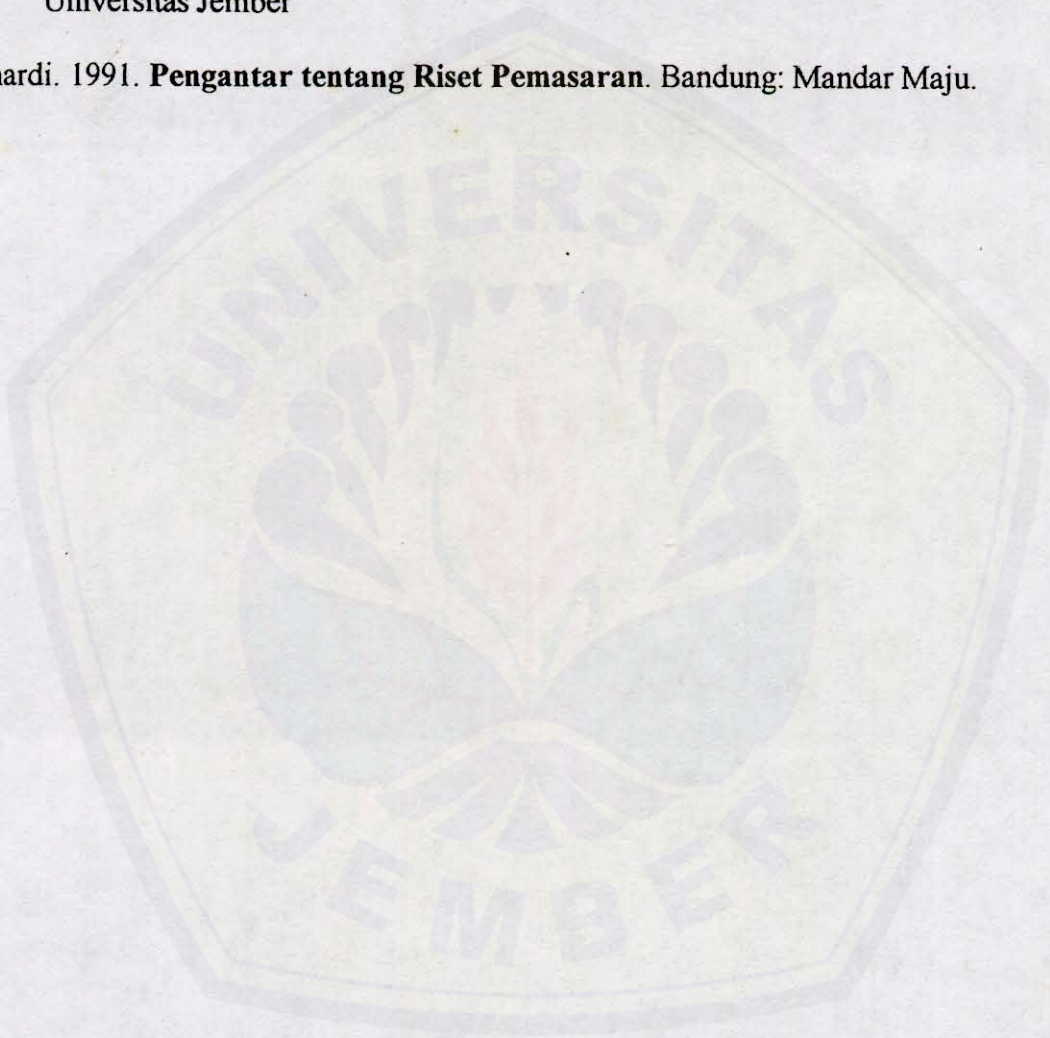 Universitas Jember
ardi. 1991. Pengantar tentang Riset Pemasaran. Bandung: Mandar Maju.
UNIVERSITAS
JEMBER